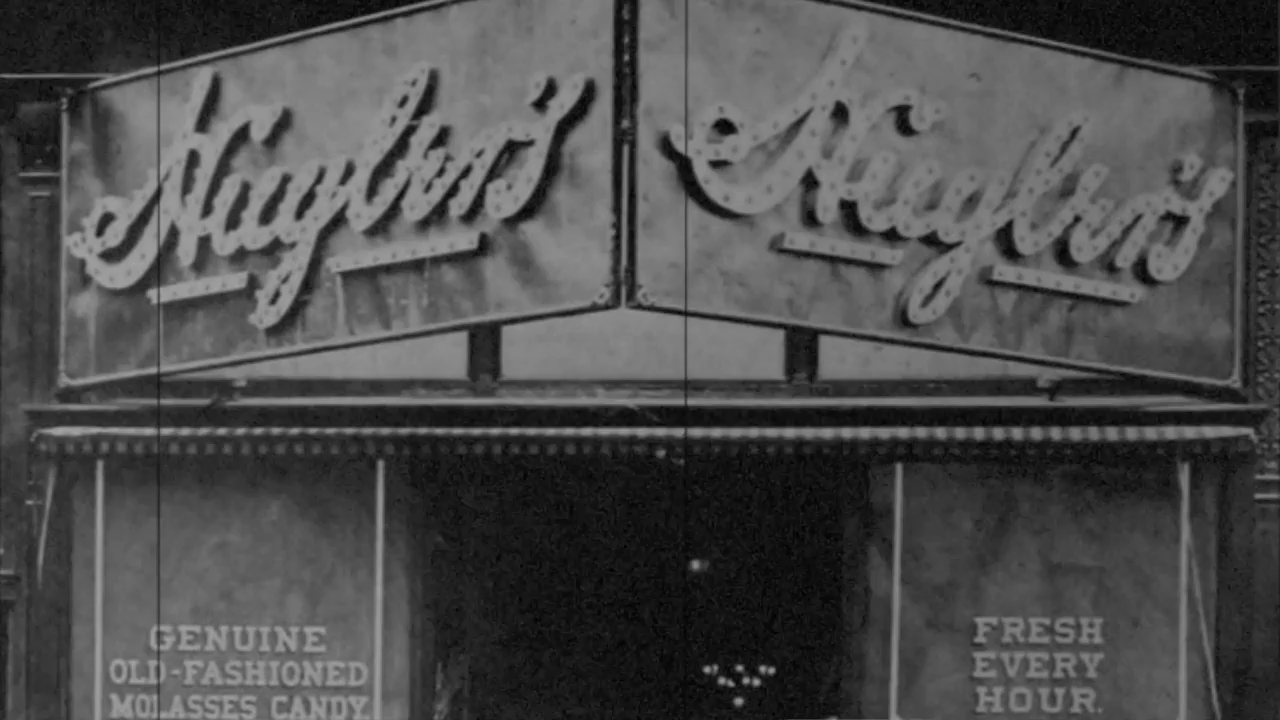 Huyler's Huyler's
GENUINE
OLD-FASHIONED
MOLASSES CANDY.
FRESH
EVERY
HOUR.